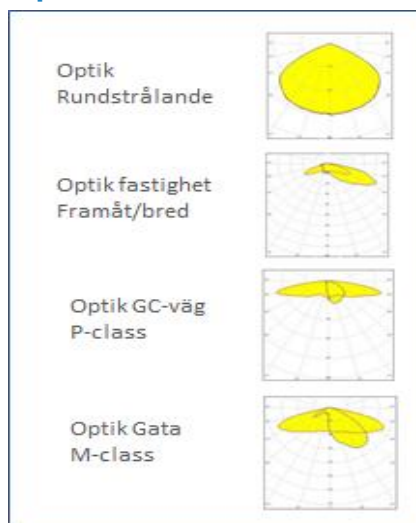 Optik
Rundstrålande
Optik fastighet
Framåt/bred
Optik GC-väg
P-class
Optik Gata
M-class